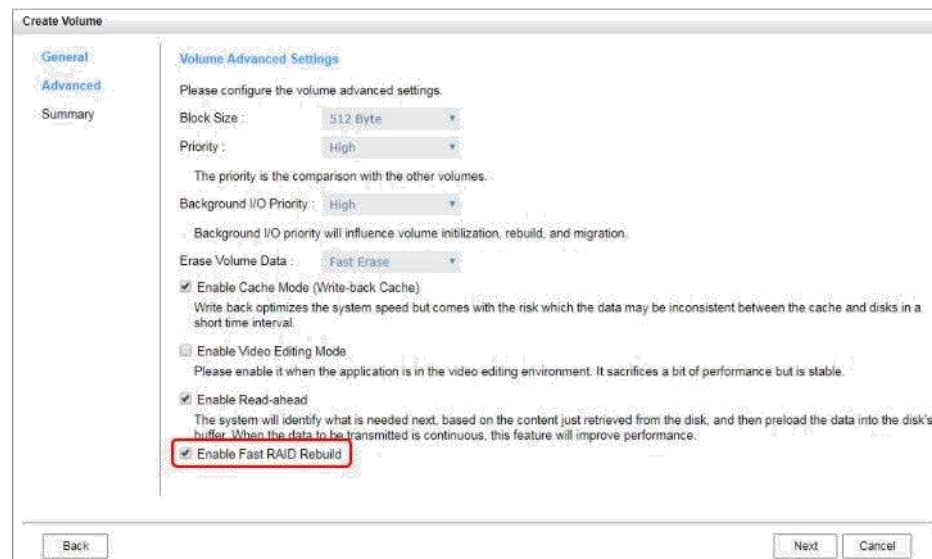 Create Volume
General
Advanced
Summary
Volume Advanced Settings
Please configure the volume advanced settings.
Block Size :
512 Byte
Priority :
High
The priority is the comparison with the other volumes.
Background I/O Priority :
High
Background I/O priority will influence volume initilization, rebuild, and migration.
Erase Volume Data :
Fast Erase
Enable Cache Mode (Write-back Cache)
Write back optimizes the system speed but comes with the risk which the data may be inconsistent between the cache and disks in a
short time interval.
Enable Video Editing Mode
Please enable it when the application is in the video editing environment. It sacrifices a bit of performance but is stable.
Enable Read-ahead
The system will identify what is needed next, based on the content just retrieved from the disk, and then preload the data into the disk's
buffer. When the data to be transmitted is continuous, this feature will improve performance.
Enable Fast RAID Rebuild
Back
Next
Cancel